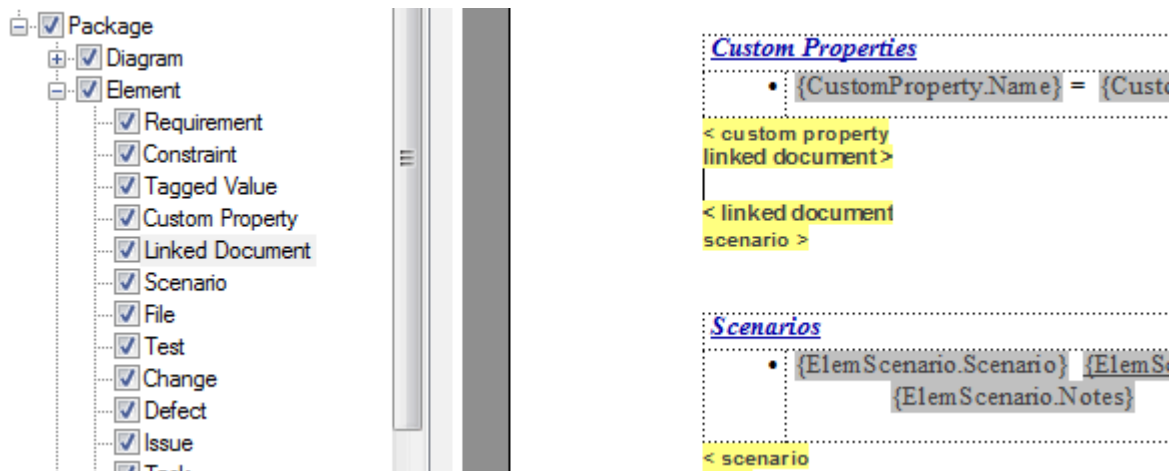 Package
Diagram
Element
Requirement
Constraint
Tagged Value
Custom Property
Linked Document
Scenario
File
Test
Change
Defect
Issue
Custom Properties
• {CustomProperty.Name} = {Custo
< custom property
linked document >
< linked document
scenario >
Scenarios
• {ElemScenario.Scenario} {ElemSc
{ElemScenario.Notes}
< scenario